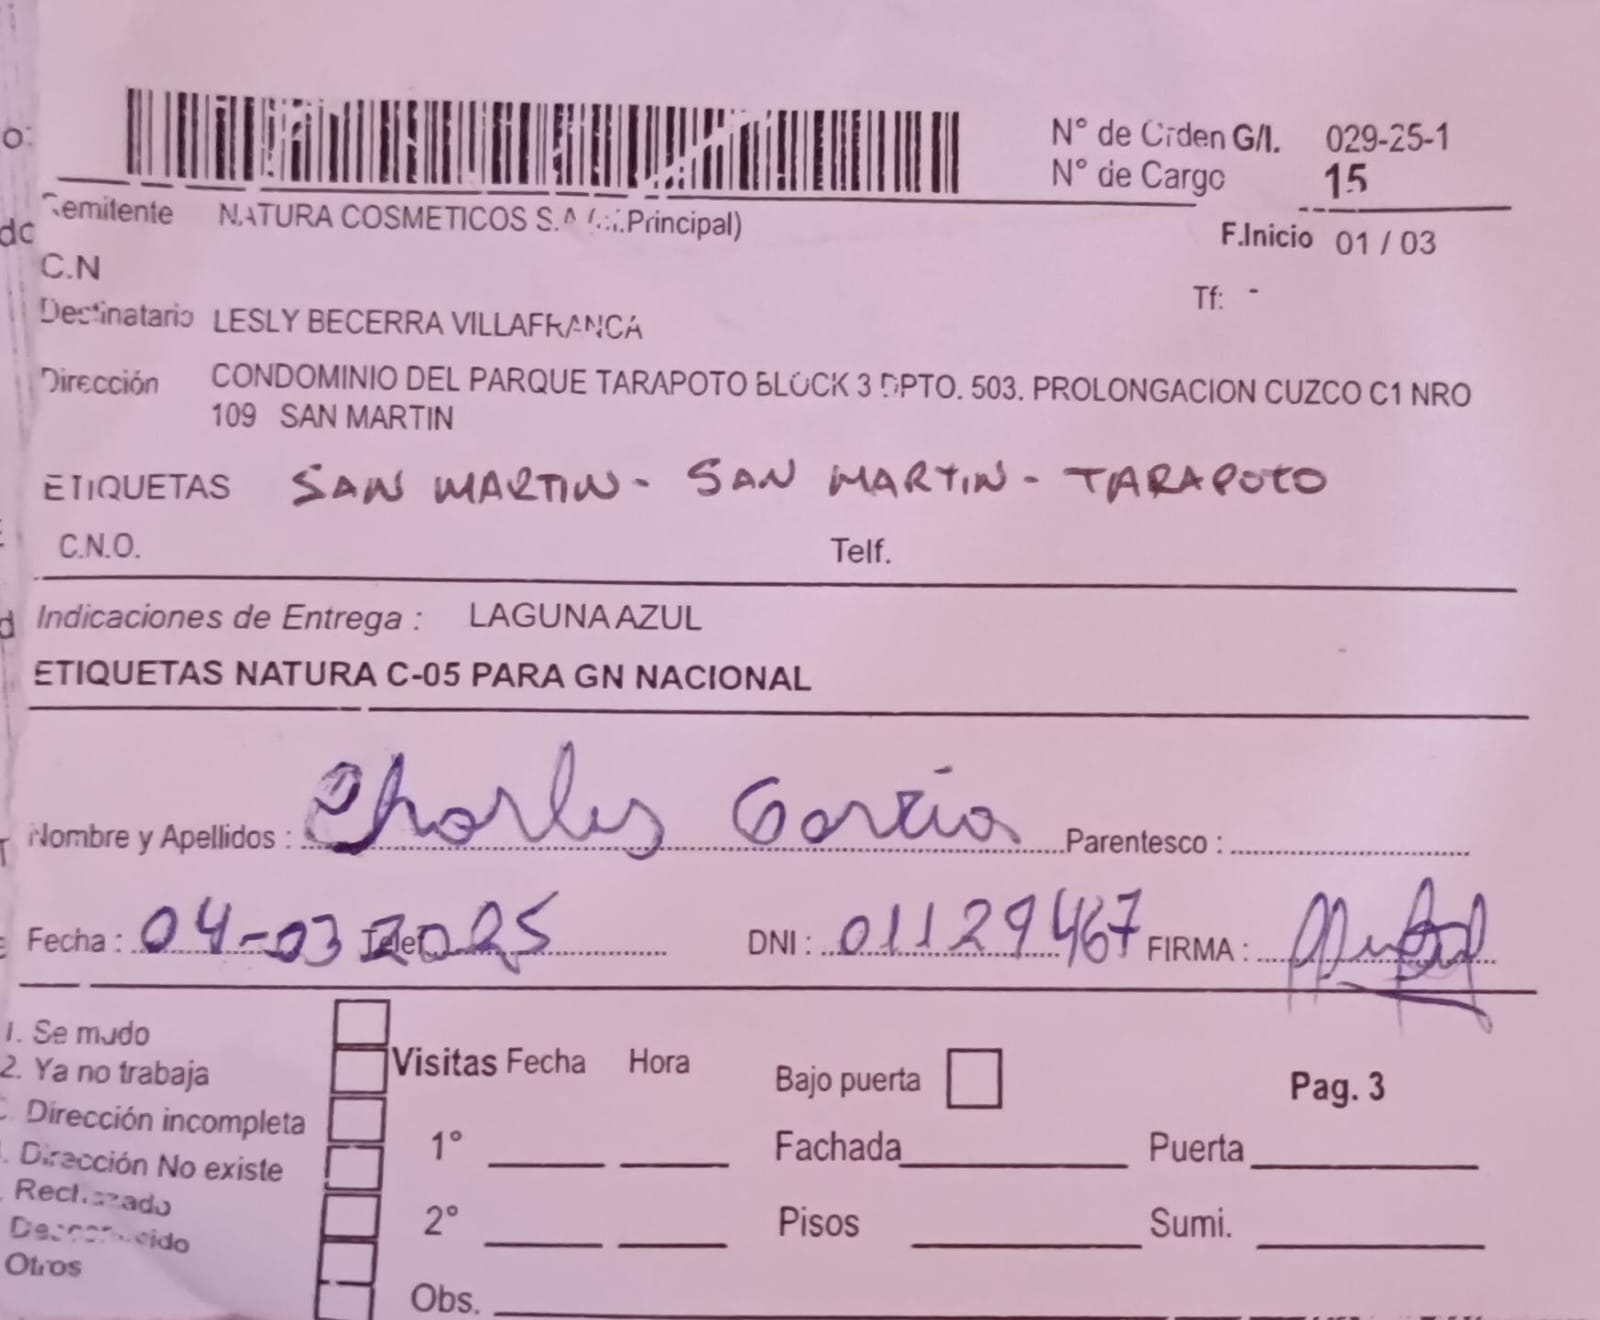 N° de Orden G/I. 029-25-1
N° de Cargo 15
Remitente NATURA COSMETICOS S.A Principal)
F.Inicio 01 / 03
C.N
Tf: -
Destinatario LESLY BECERRA VILLAFRANCA
Dirección CONDOMINIO DEL PARQUE TARAPOTO BLOCK 3 DPTO. 503. PROLONGACION CUZCO C1 NRO
109 SAN MARTIN
ETIQUETAS SAN MARTIN - SAN MARTIN - TARAPOTO
C.N.O. Telf.
Indicaciones de Entrega : LAGUNA AZUL
ETIQUETAS NATURA C-05 PARA GN NACIONAL
Nombre y Apellidos : Charles García Parentesco :
Fecha : 04-03 2025 Telef DNI : 01129467 FIRMA :
1. Se mudo
2. Ya no trabaja
Dirección incompleta
Dirección No existe
Rechazado
Desconocido
Otros
Visitas Fecha Hora
1°
2°
Obs.
Bajo puerta
Pag. 3
Fachada Puerta
Pisos Sumi.